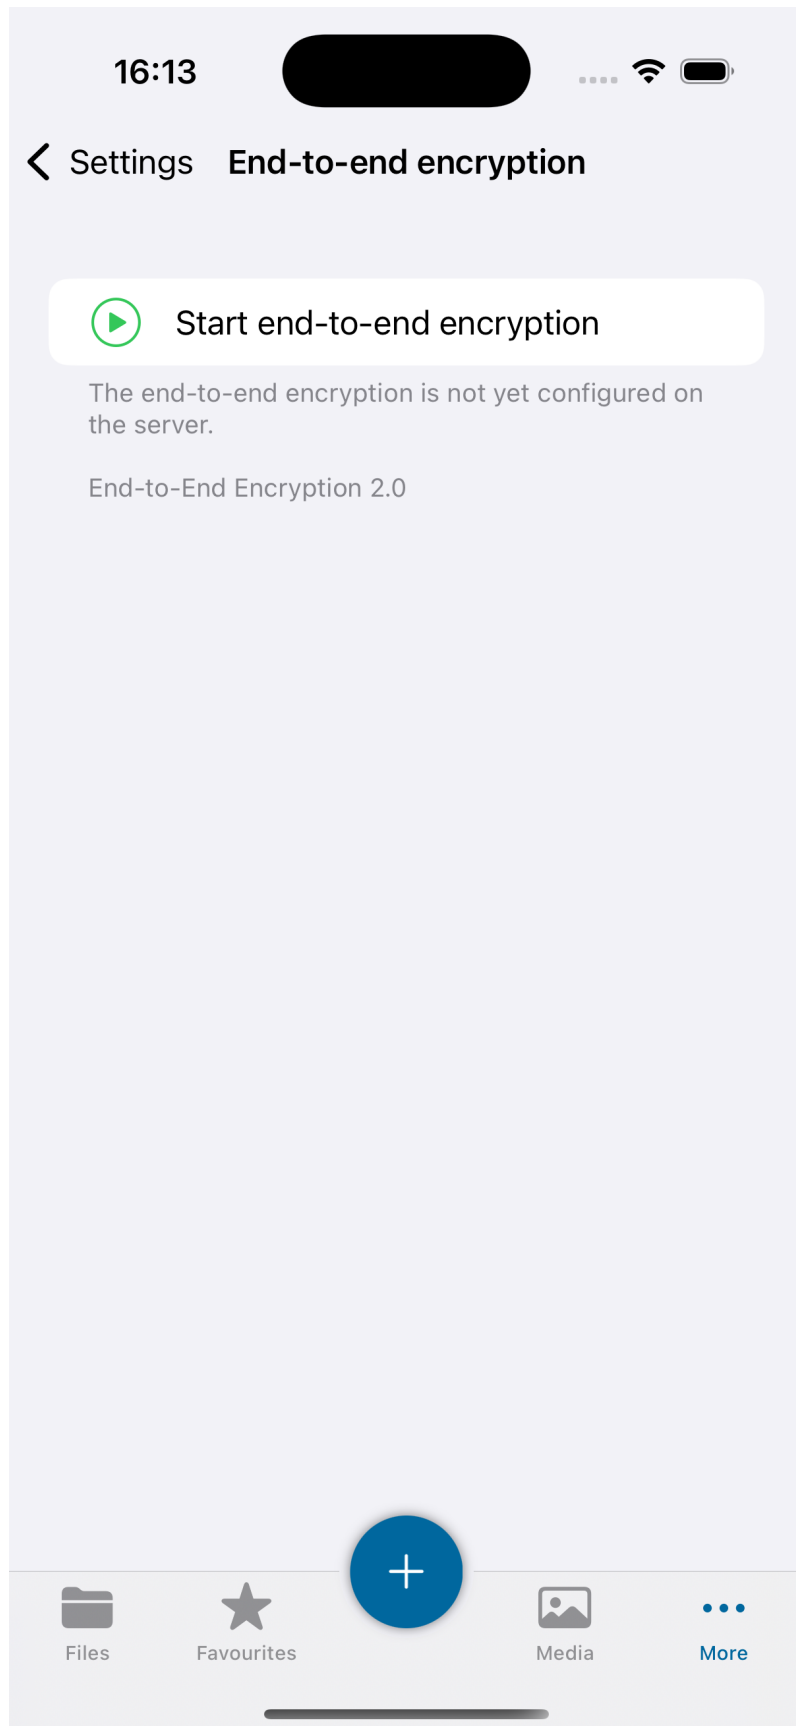 16:13
Settings End-to-end encryption
Start end-to-end encryption
The end-to-end encryption is not yet configured on
the server.
End-to-End Encryption 2.0
Files Favourites Media More